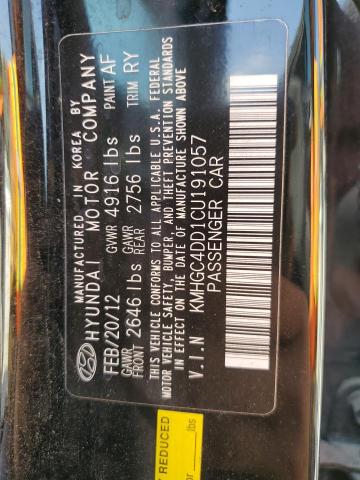 MANUFACTURED IN KOREA BY
HYUNDAI MOTOR COMPANY
FEB/20/12 GVWR 4916 lbs PAINT AF
GAWR FRONT 2646 lbs GAWR REAR 2756 lbs TRIM RY
THIS VEHICLE CONFORMS TO ALL APPLICABLE U.S.A. FEDERAL
MOTOR VEHICLE SAFETY, BUMPER, AND THEFT PREVENTION STANDARDS
IN EFFECT ON THE DATE OF MANUFACTURE SHOWN ABOVE
V.I.N KMHGC4DD1CU191057
PASSENGER CAR
REDUCED
lbs